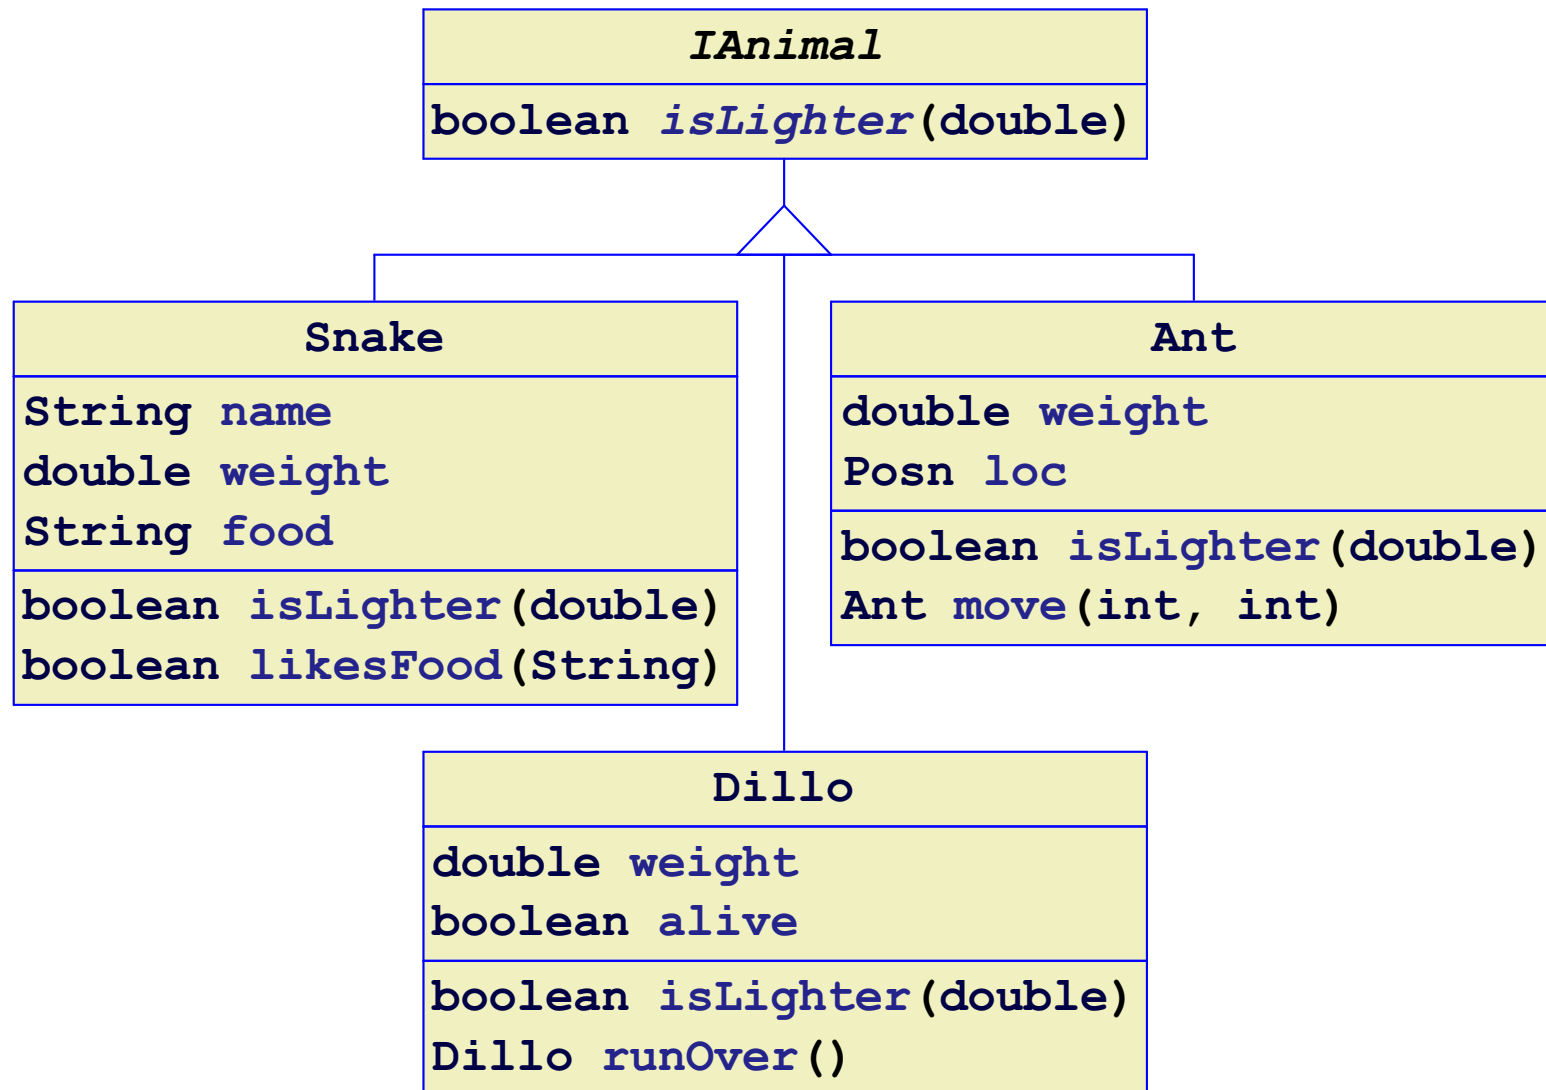 IAnimal
boolean isLighter(double)
Snake
String name
double weight
String food
boolean isLighter(double)
boolean likesFood(String)
Ant
double weight
Posn loc
boolean isLighter(double)
Ant move(int, int)
Dillo
double weight
boolean alive
boolean isLighter(double)
Dillo runOver()